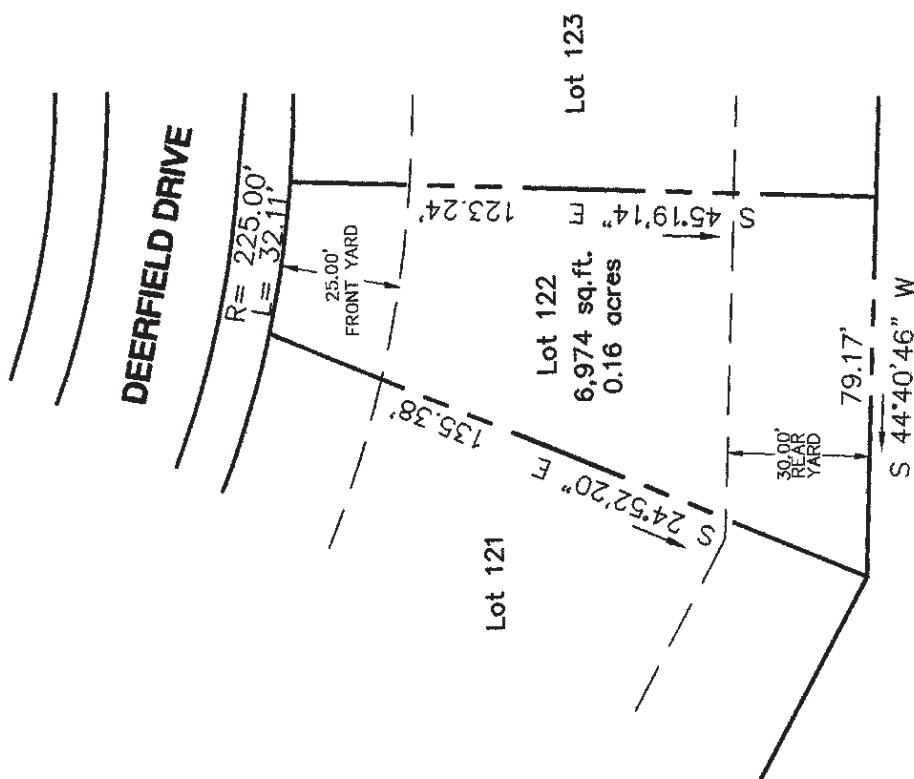 DEERFIELD DRIVE
R= 225.00'
L= 32.11'
25.00'
FRONT YARD
Lot 123
123.24'
S 45°19'14" E
Lot 122
6,974 sq.ft.
0.16 acres
135.38'
S 24°52'20" E
Lot 121
30.00'
REAR
YARD
79.17'
S 44°40'46" W